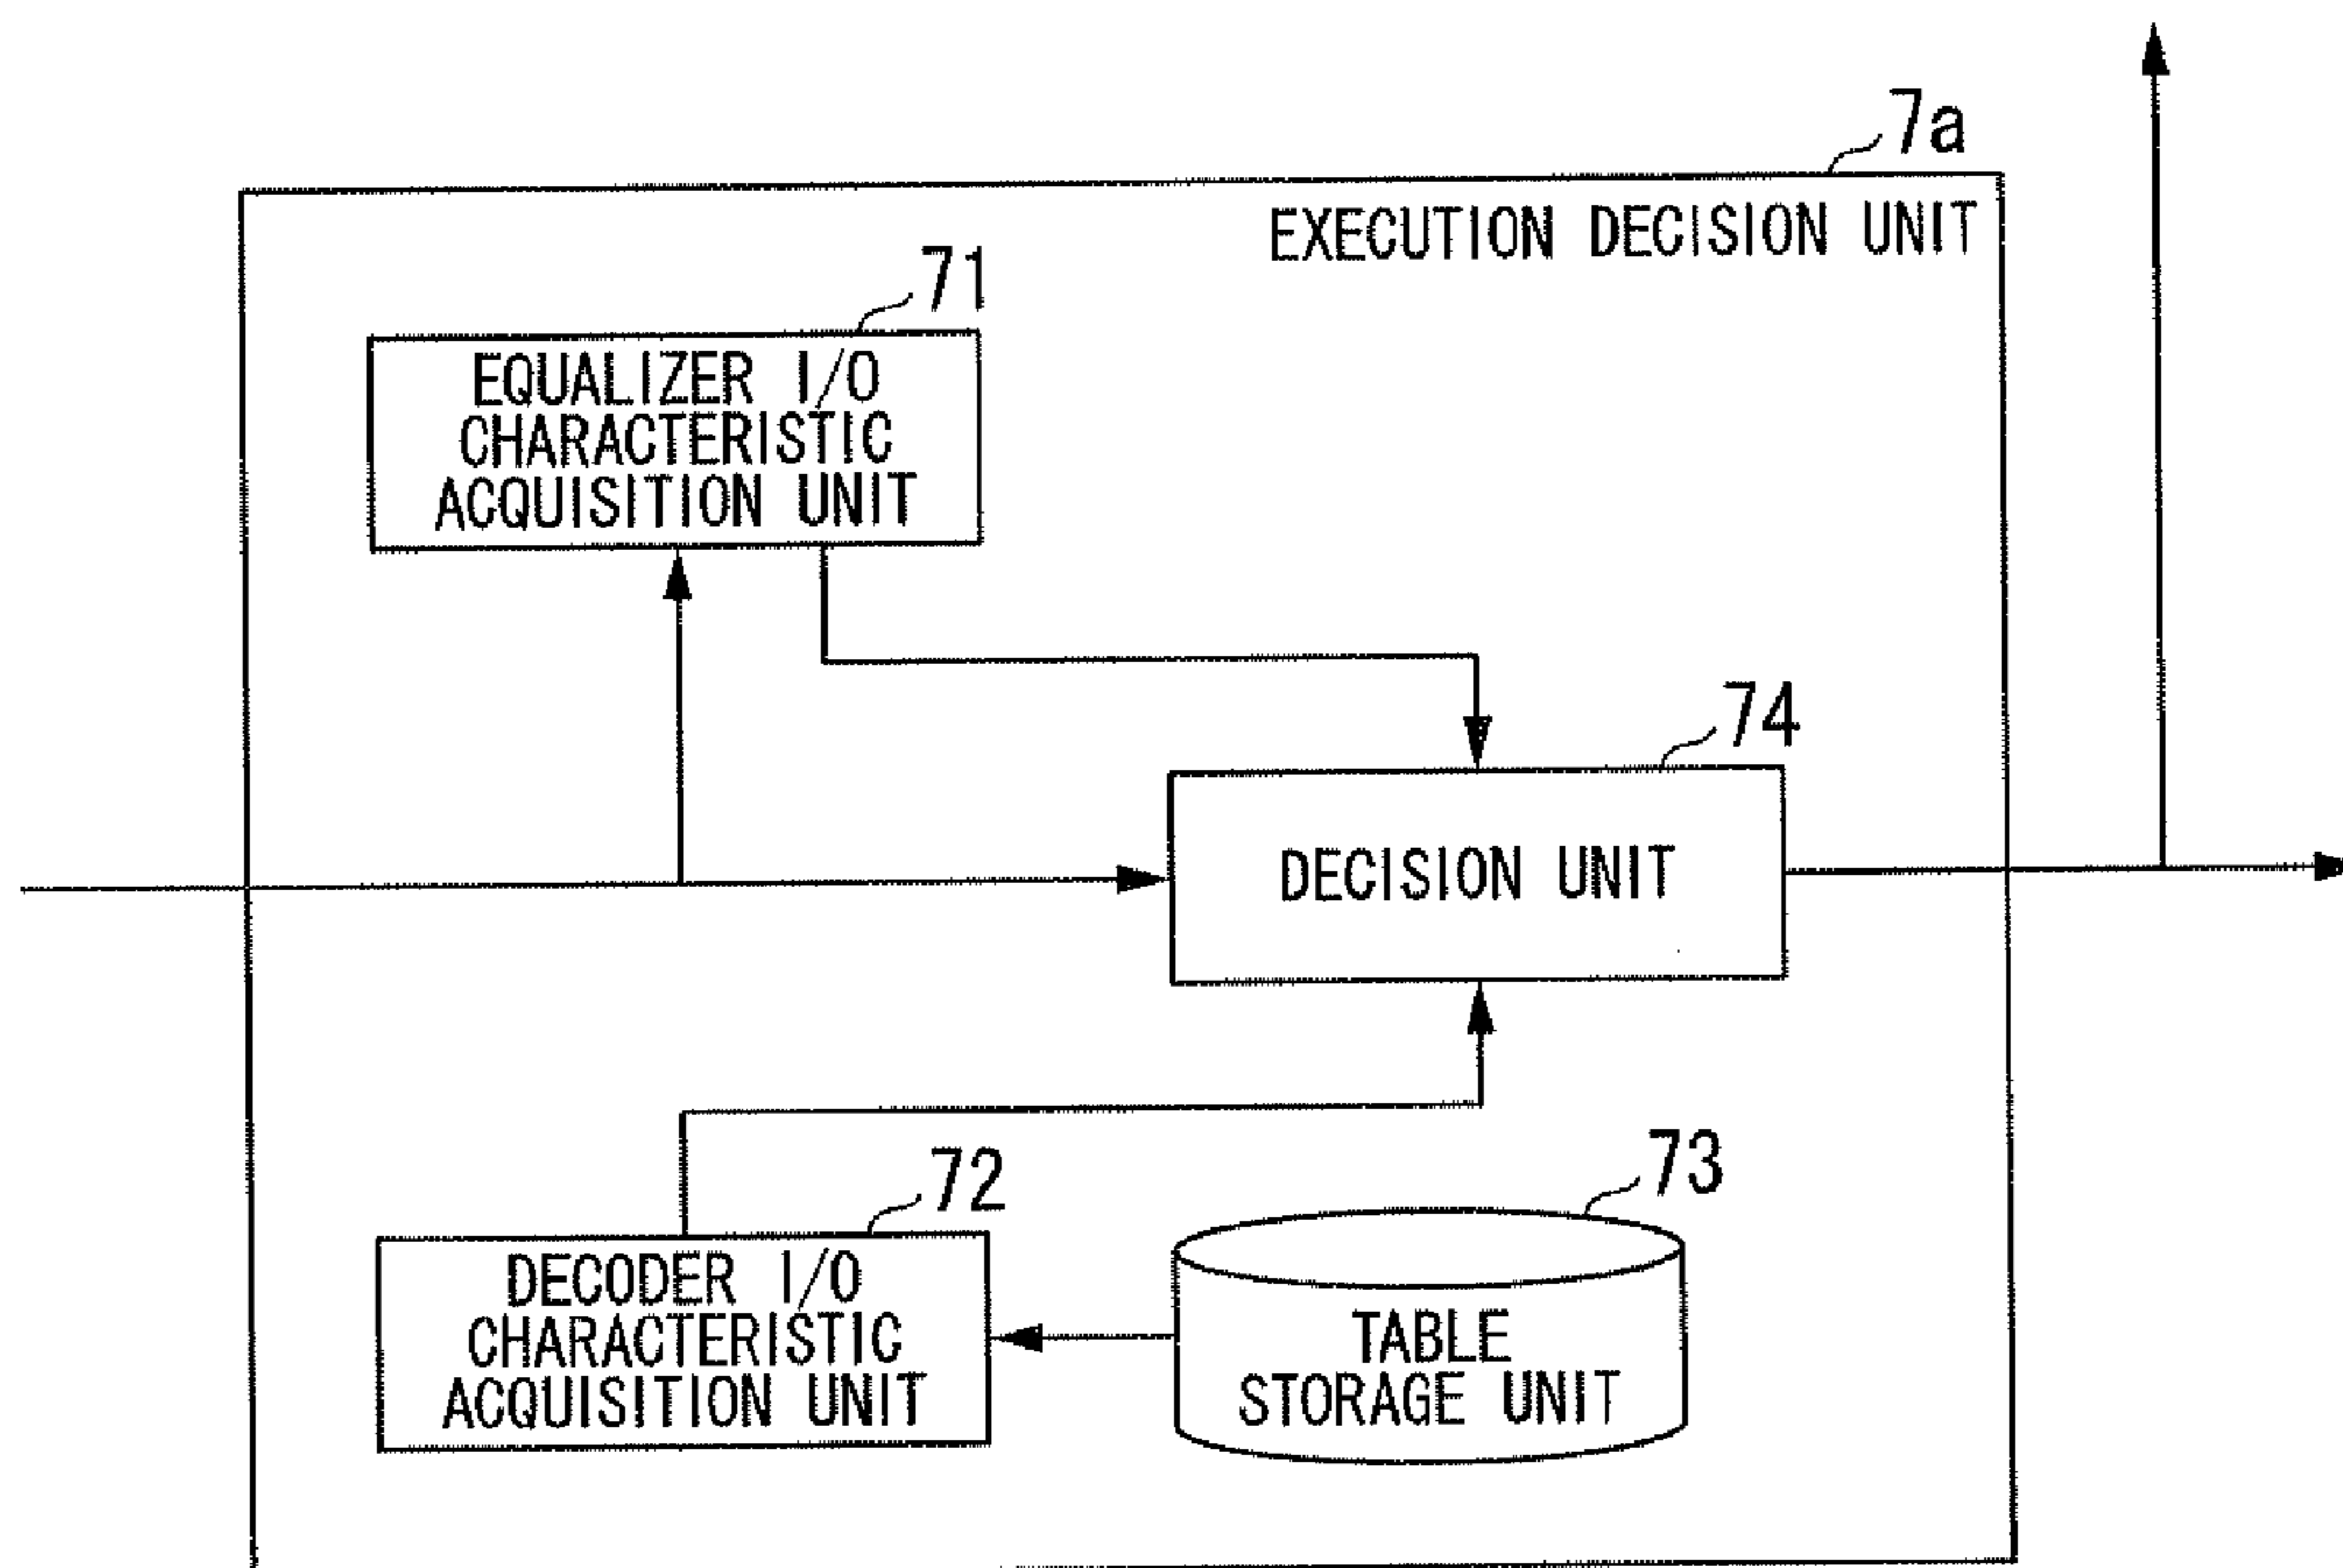 7a
EXECUTION DECISION UNIT
71
EQUALIZER I/O
CHARACTERISTIC
ACQUISITION UNIT
74
DECISION UNIT
72
DECODER I/O
CHARACTERISTIC
ACQUISITION UNIT
73
TABLE
STORAGE UNIT